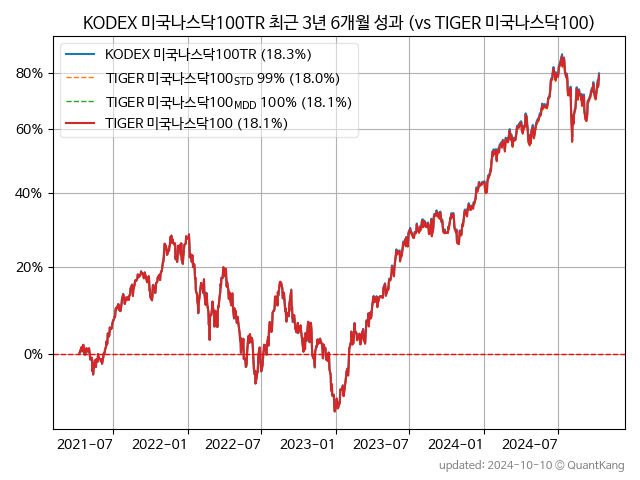 KODEX 미국나스닥100TR 최근 3년 6개월 성과 (vs TIGER 미국나스닥100)
KODEX 미국나스닥100TR (18.3%)
TIGER 미국나스닥100STD 99% (18.0%)
TIGER 미국나스닥100MDD 100% (18.1%)
TIGER 미국나스닥100 (18.1%)
80%
60%
40%
20%
0%
2021-07
2022-01
2022-07
2023-01
2023-07
2024-01
2024-07
updated: 2024-10-10 © QuantKang